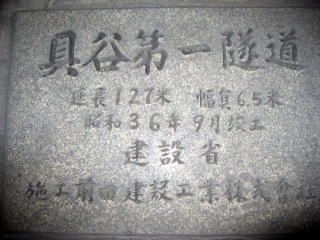 貝谷第一隧道
延長127米 幅員6.5米
昭和36年9月竣工
建設省
施工前田建設工業株式會社